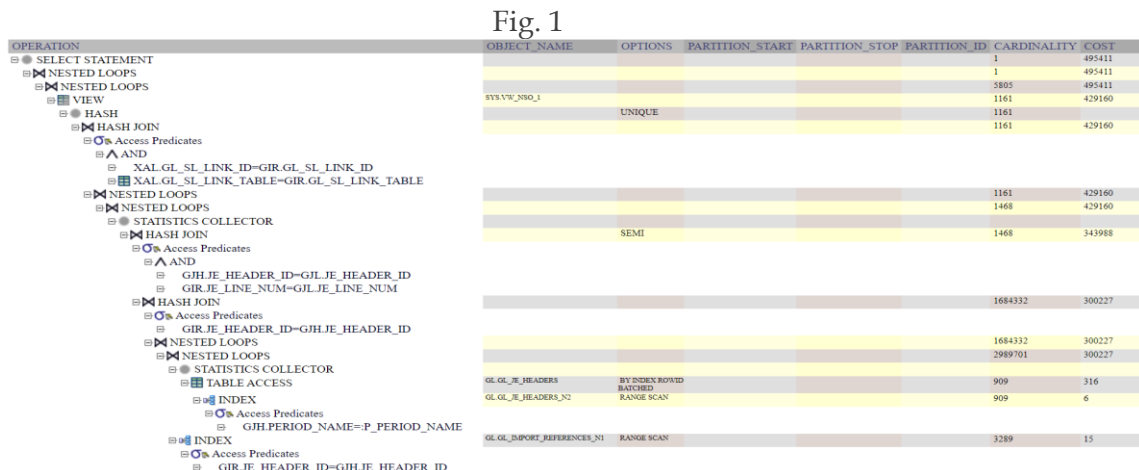 Fig. 1
OPERATION OBJECT_NAME OPTIONS PARTITION_START PARTITION_STOP PARTITION_ID CARDINALITY COST
SELECT STATEMENT 1 495411
NESTED LOOPS 1 495411
NESTED LOOPS 5805 495411
VIEW SYS.VW_NSO_1 1161 429160
HASH UNIQUE 1161
HASH JOIN 1161 429160
Access Predicates
AND
XAL.GL_SL_LINK_ID=GIR.GL_SL_LINK_ID
XAL.GL_SL_LINK_TABLE=GIR.GL_SL_LINK_TABLE
NESTED LOOPS 1161 429160
NESTED LOOPS 1468 429160
STATISTICS COLLECTOR
HASH JOIN SEMI 1468 343988
Access Predicates
AND
GJH.JE_HEADER_ID=GJL.JE_HEADER_ID
GIR.JE_LINE_NUM=GJL.JE_LINE_NUM
HASH JOIN 1684332 300227
Access Predicates
GIR.JE_HEADER_ID=GJH.JE_HEADER_ID
NESTED LOOPS 1684332 300227
NESTED LOOPS 2989701 300227
STATISTICS COLLECTOR
TABLE ACCESS GL.GL_JE_HEADERS BY INDEX ROWID BATCHED 909 316
INDEX GL.GL_JE_HEADERS_N2 RANGE SCAN 909 6
Access Predicates
GJH.PERIOD_NAME=:P_PERIOD_NAME
INDEX GL.GL_IMPORT_REFERENCES_N1 RANGE SCAN 3289 15
Access Predicates
GIR.JE_HEADER_ID=GJH.JE_HEADER_ID